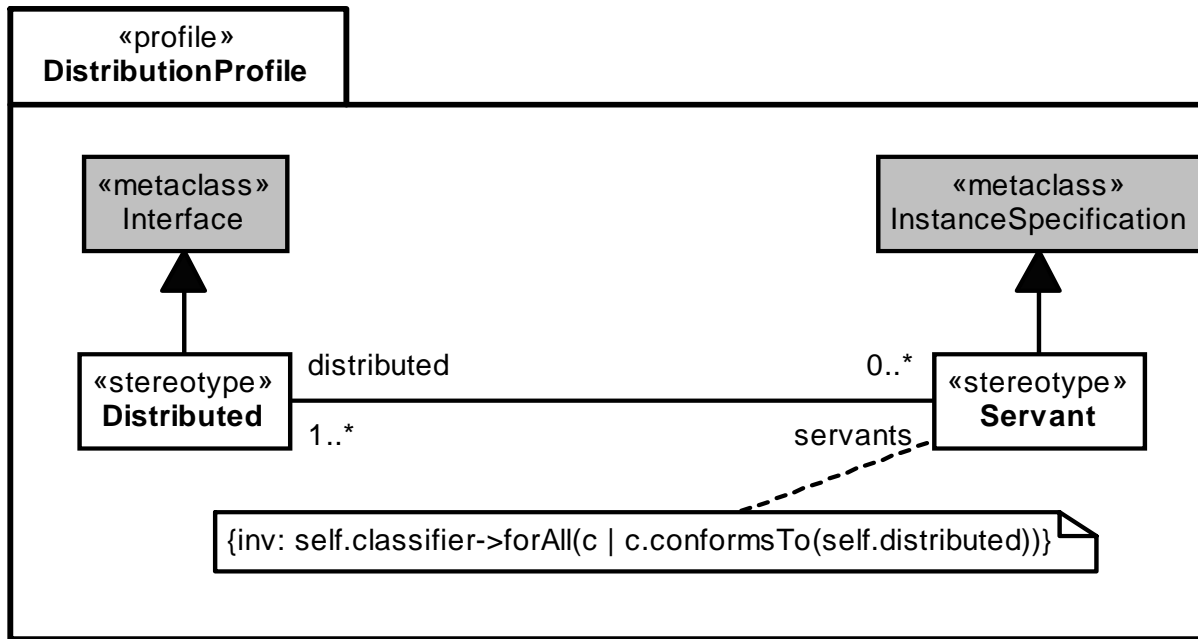 «profile»
DistributionProfile
«metaclass»
Interface
«metaclass»
InstanceSpecification
«stereotype»
Distributed
distributed
1..*
0..*
servants
«stereotype»
Servant
{inv: self.classifier->forAll(c | c.conformsTo(self.distributed))}